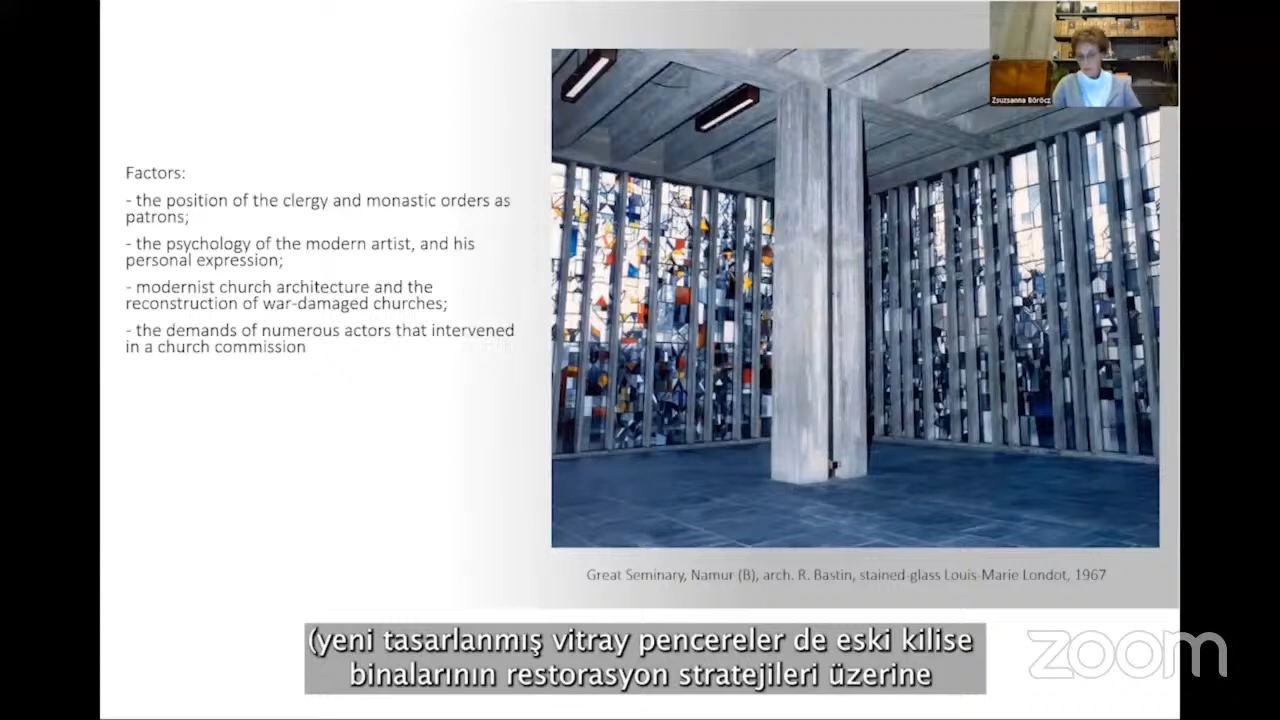 Zsuzsanna Böröcz
Factors:
- the position of the clergy and monastic orders as
patrons;
- the psychology of the modern artist, and his
personal expression;
- modernist church architecture and the
reconstruction of war-damaged churches;
- the demands of numerous actors that intervened
in a church commission
Great Seminary, Namur (B), arch. R. Bastin, stained-glass Louis-Marie Londot, 1967
(yeni tasarlanmış vitray pencereler de eski kilise
binalarının restorasyon stratejileri üzerine
zoom